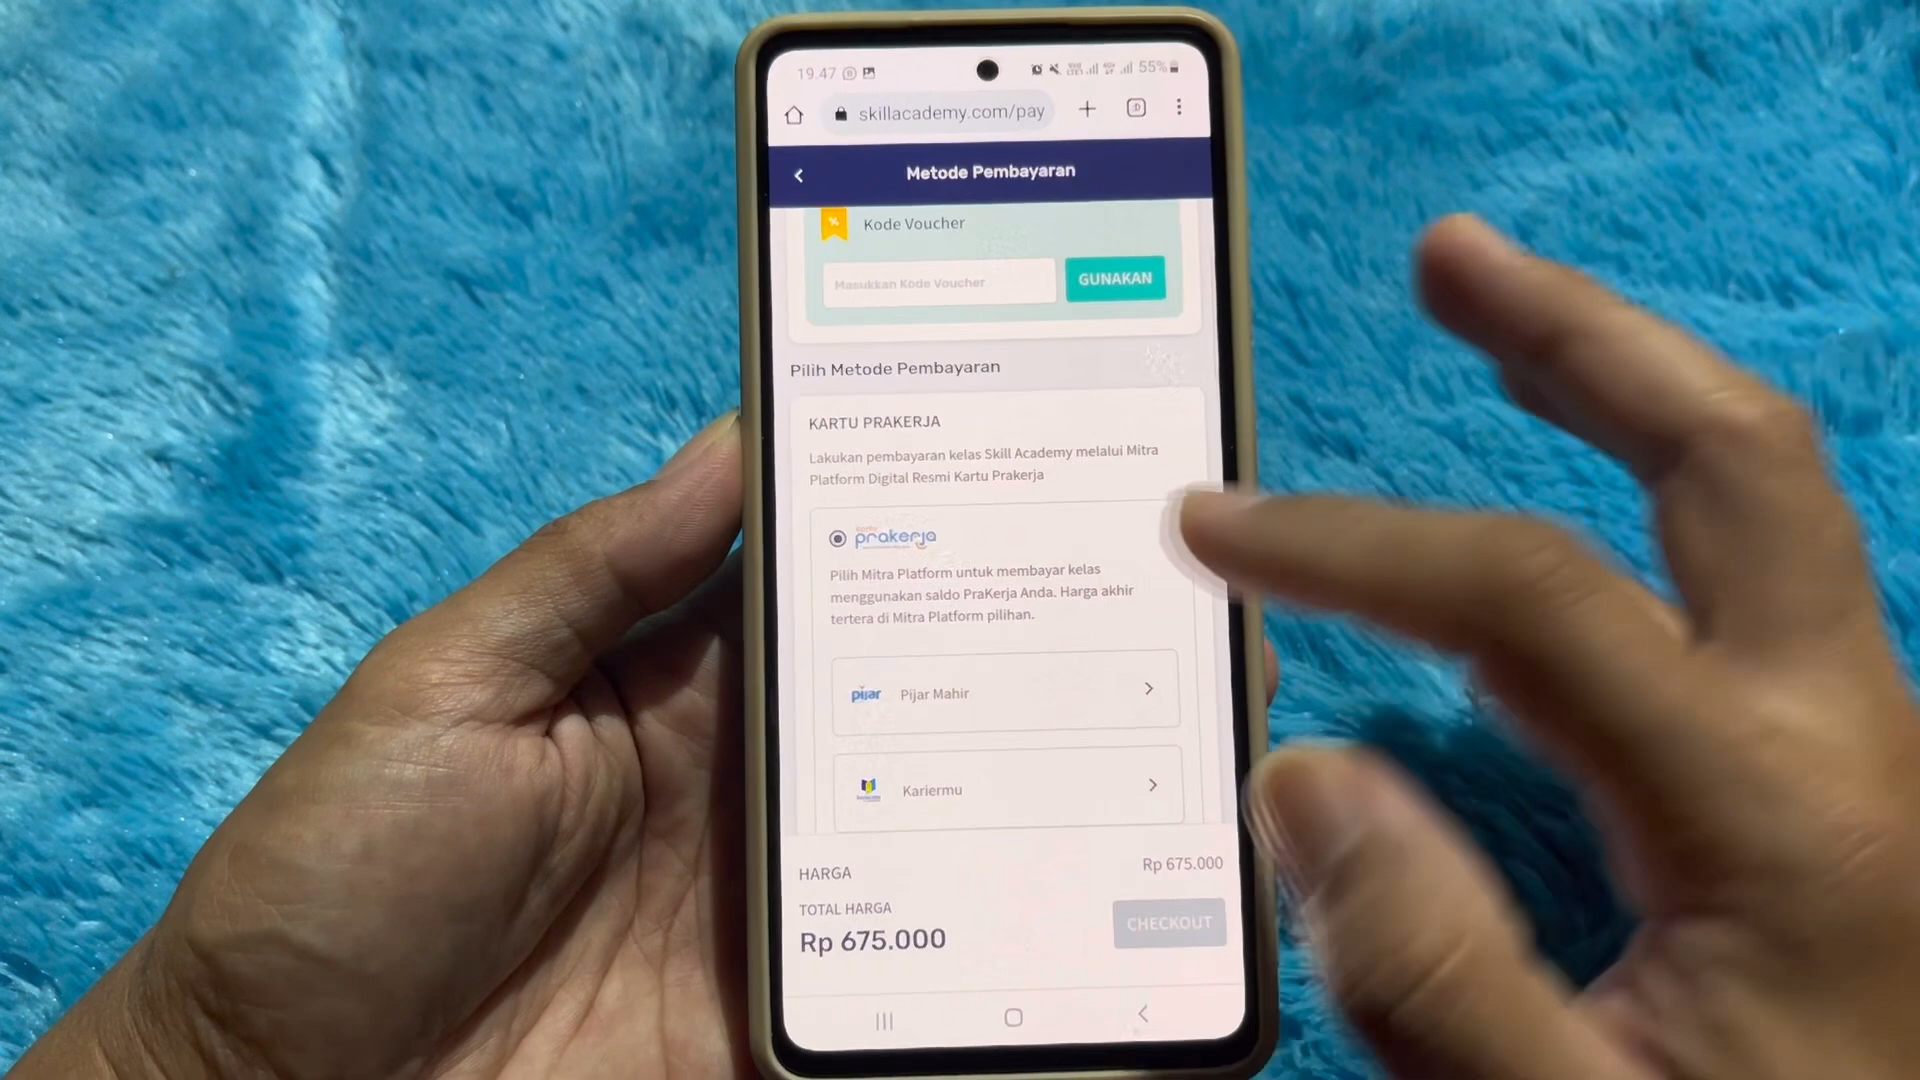 19.47
55%
skillacademy.com/pay
Metode Pembayaran
%
Kode Voucher
Masukkan Kode Voucher
GUNAKAN
Pilih Metode Pembayaran
KARTU PRAKERJA
Lakukan pembayaran kelas Skill Academy melalui Mitra
Platform Digital Resmi Kartu Prakerja
prakerja
Pilih Mitra Platform untuk membayar kelas
menggunakan saldo PraKerja Anda. Harga akhir
tertera di Mitra Platform pilihan.
pijar Pijar Mahir
Kariermu
HARGA
Rp 675.000
TOTAL HARGA
Rp 675.000
CHECKOUT